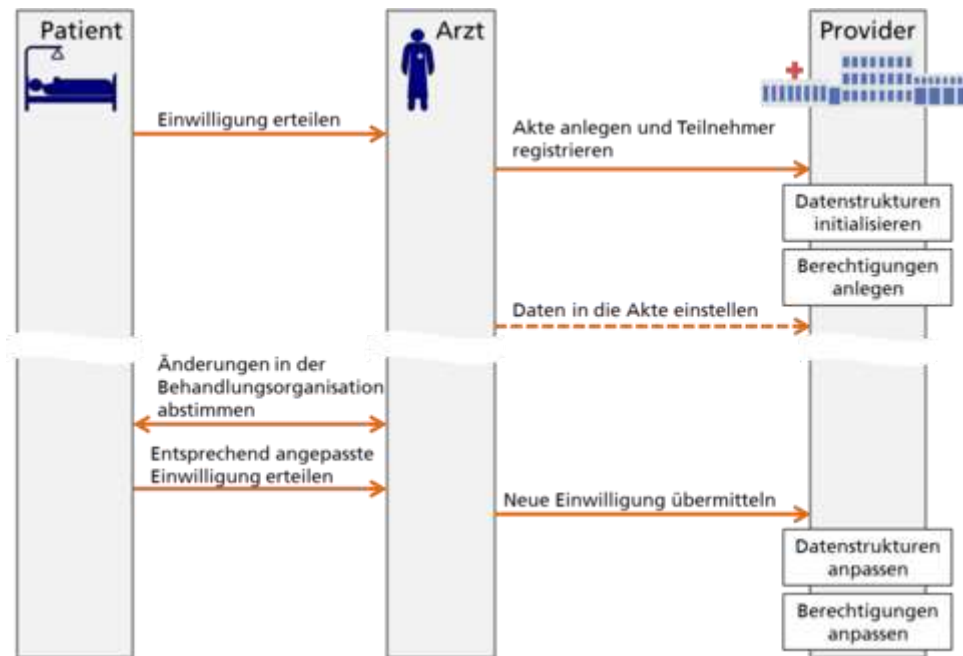 Patient
Arzt
Provider
Einwilligung erteilen
Akte anlegen und Teilnehmer
registrieren
Datenstrukturen
initialisieren
Berechtigungen
anlegen
Daten in die Akte einstellen
Änderungen in der
Behandlungsorganisation
abstimmen
Entsprechend angepasste
Einwilligung erteilen
Neue Einwilligung übermitteln
Datenstrukturen
anpassen
Berechtigungen
anpassen